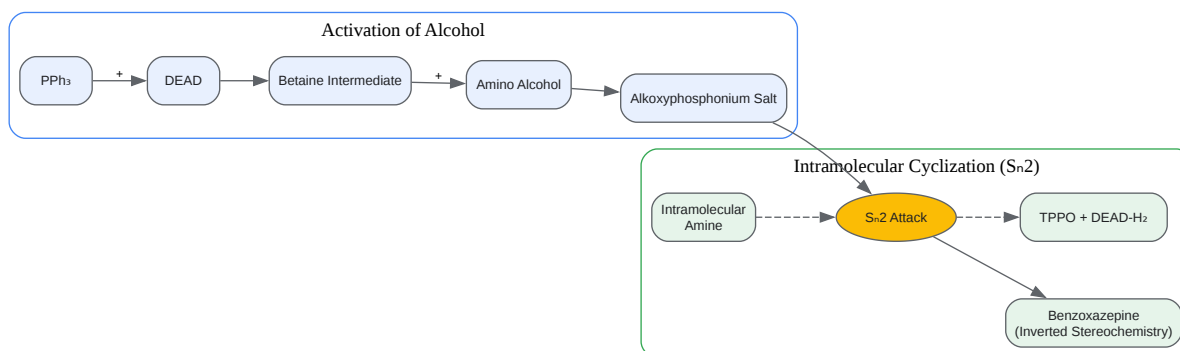 Activation of Alcohol
PPh₃
+
DEAD
Betaine Intermediate
+
Amino Alcohol
Alkoxyphosphonium Salt
Intramolecular Cyclization (Sₙ2)
Intramolecular
Amine
Sₙ2 Attack
TPPO + DEAD-H₂
Benzoxazepine
(Inverted Stereochemistry)